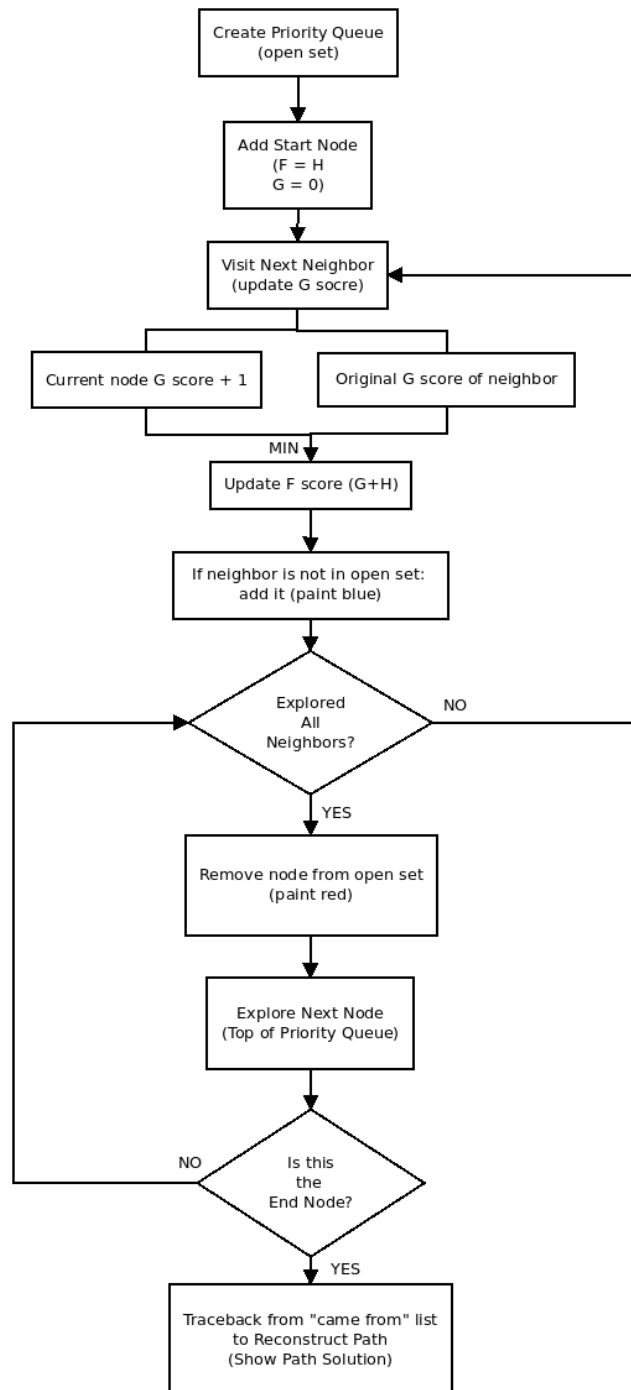 Create Priority Queue
(open set)
Add Start Node
(F = H
G = 0)
Visit Next Neighbor
(update G socre)
Current node G score + 1
Original G score of neighbor
MIN
Update F score (G+H)
If neighbor is not in open set:
add it (paint blue)
Explored
All
Neighbors?
NO
YES
Remove node from open set
(paint red)
Explore Next Node
(Top of Priority Queue)
Is this
the
End Node?
NO
YES
Traceback from "came from" list
to Reconstruct Path
(Show Path Solution)